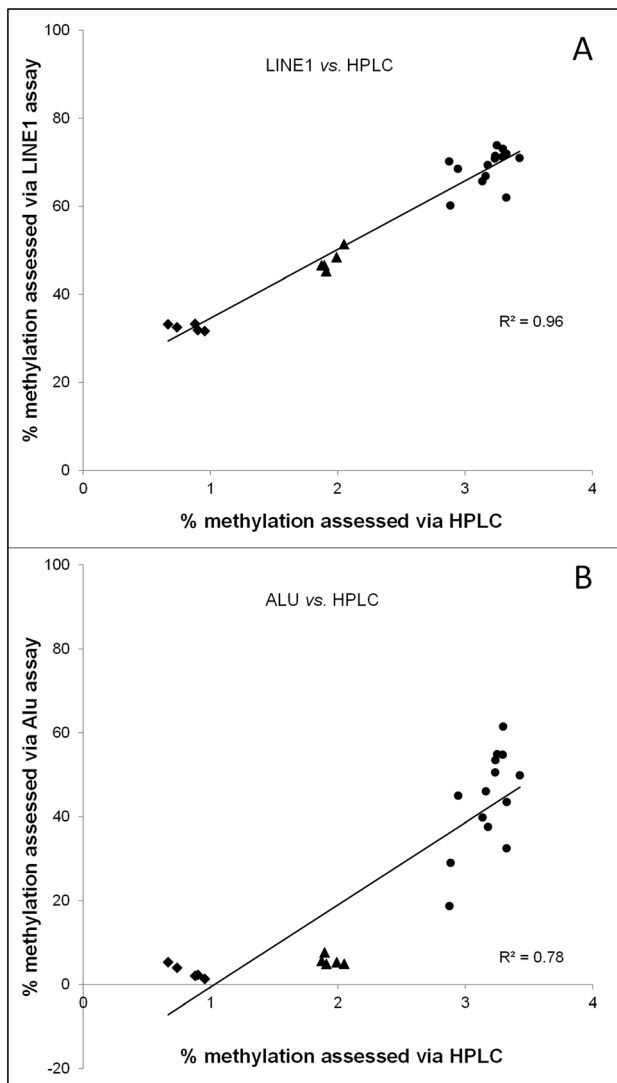 A
LINE1 vs. HPLC
% methylation assessed via LINE1 assay
100
80
60
40
20
0
R² = 0.96
0 1 2 3 4
% methylation assessed via HPLC
B
ALU vs. HPLC
% methylation assessed via Alu assay
100
80
60
40
20
0
-20
R² = 0.78
0 1 2 3 4
% methylation assessed via HPLC